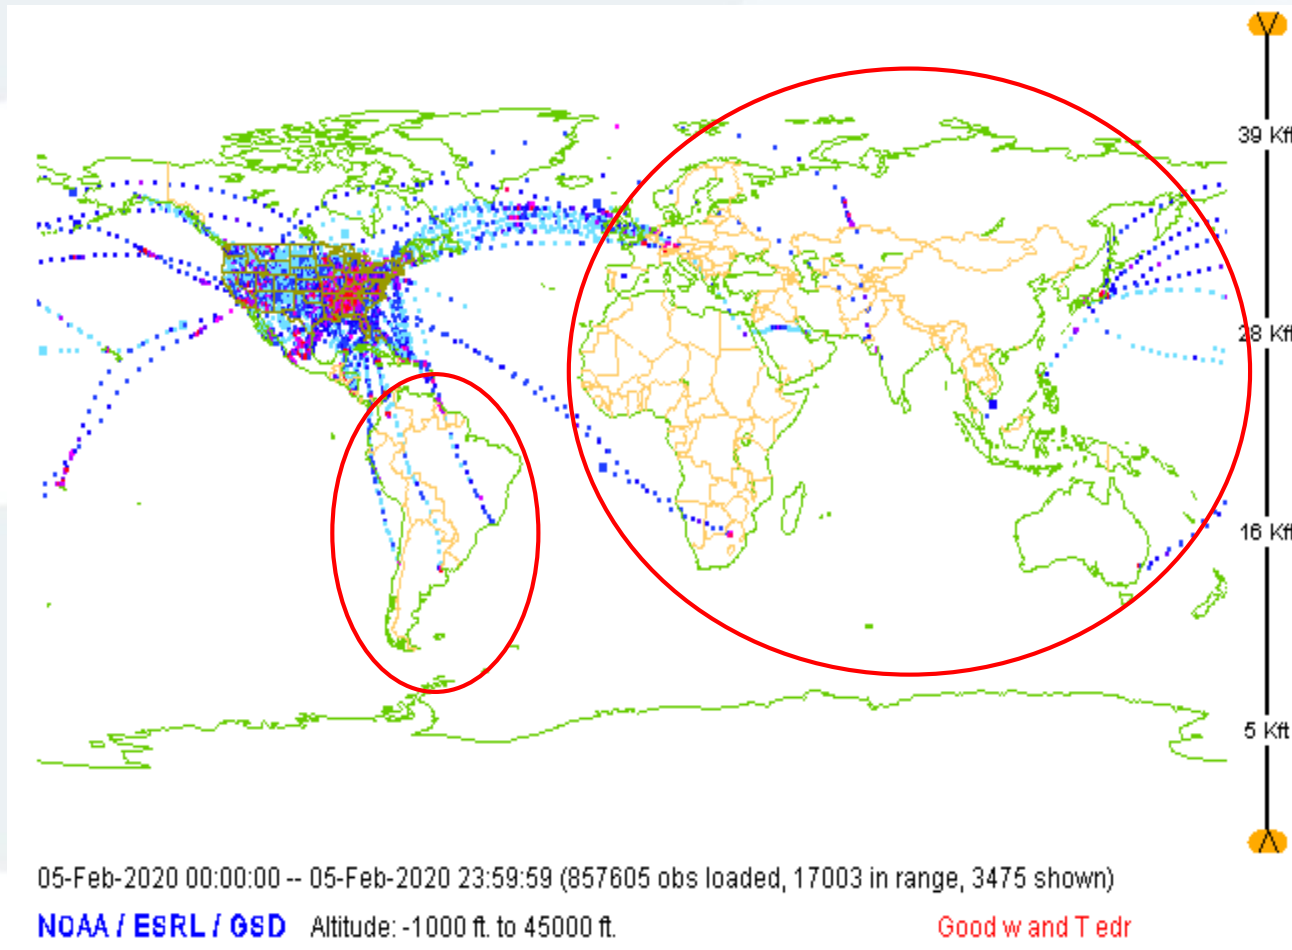 39 Kft
28 Kft
16 Kft
5 Kft
05-Feb-2020 00:00:00 -- 05-Feb-2020 23:59:59 (857605 obs loaded, 17003 in range, 3475 shown)
NOAA / ESRL / GSD Altitude: -1000 ft. to 45000 ft. Good w and T edr